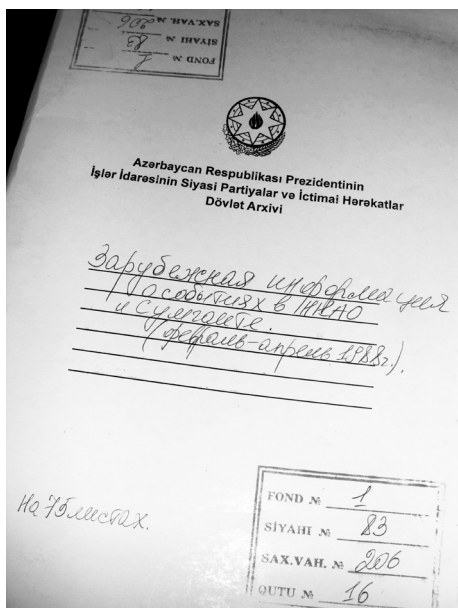 FOND № 1
SİYAHI № 83
SAX.VAH. № 206
Azərbaycan Respublikası Prezidentinin
İşlər İdarəsinin Siyasi Partiyalar və İctimai Hərəkatlar
Dövlət Arxivi
Зарубежная информация
о событиях в НКАО
и Сумгаите.
(февраль-апрель 1988г.).
На 75 листах.
FOND № 1
SİYAHI № 83
SAX.VAH. № 206
QUTU № 16